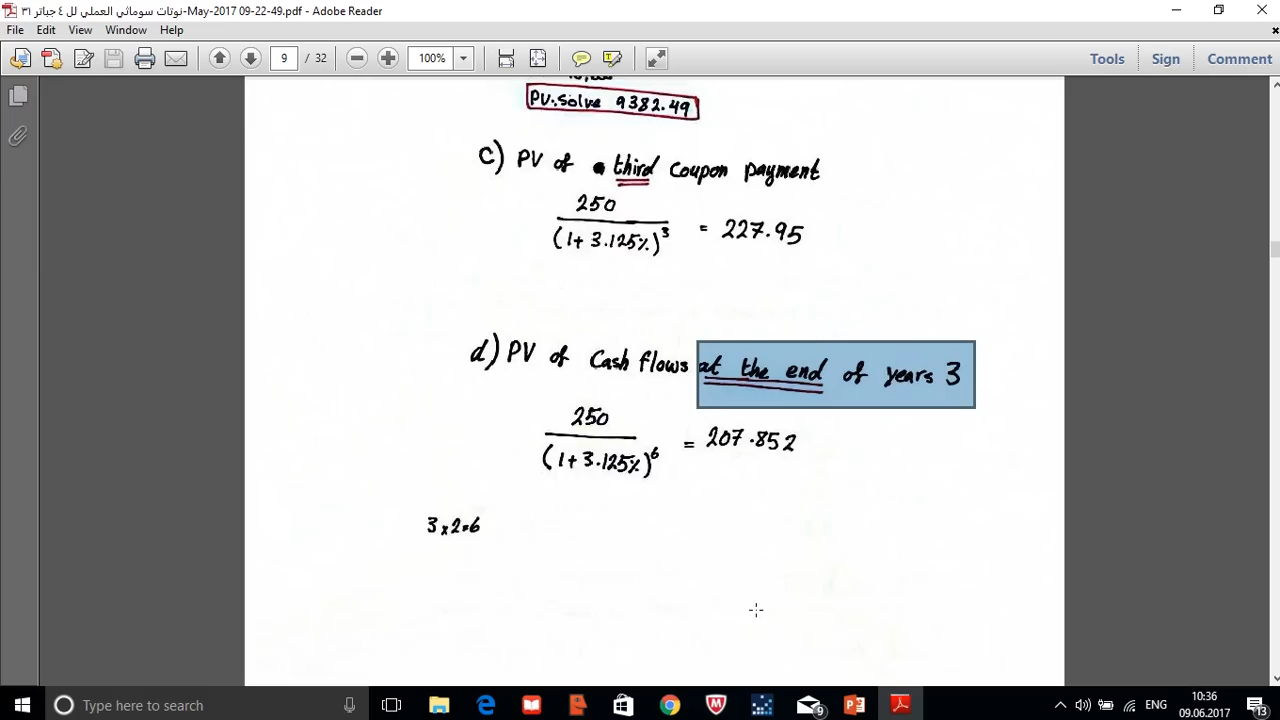 نوتات سوماثي العملي لل ٤ جباتر ٣١-May-2017 09-22-49.pdf - Adobe Reader
File Edit View Window Help
9 / 32 100% Tools Sign Comment
PV.Solve 9382.49
c) PV of a third Coupon payment
250
(1+ 3.125%)^3 = 227.95
d) PV of Cash flows at the end of years 3
250
(1+ 3.125%)^6 = 207.852
3x2=6
Type here to search
9
ENG
10:36
09.06.2017
13